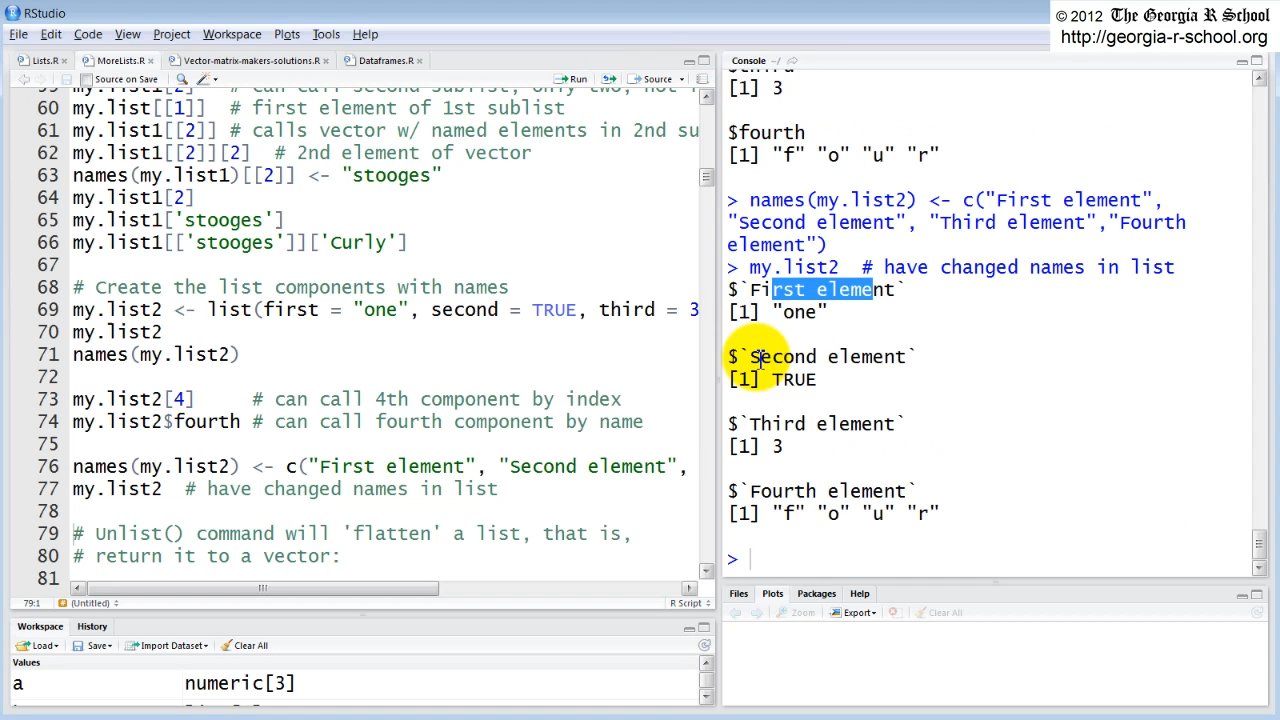 RStudio
© 2012 The Georgia R School
http://georgia-r-school.org
File Edit Code View Project Workspace Plots Tools Help
Lists.R × MoreLists.R × Vector-matrix-makers-solutions.R × Dataframes.R ×
Source on Save Run Source
60 my.list[[1]] # first element of 1st sublist
61 my.list1[[2]] # calls vector w/ named elements in 2nd su
62 my.list1[[2]][2] # 2nd element of vector
63 names(my.list1)[[2]] <- "stooges"
64 my.list1[2]
65 my.list1['stooges']
66 my.list1[['stooges']]['Curly']
67
68 # Create the list components with names
69 my.list2 <- list(first = "one", second = TRUE, third = 3
70 my.list2
71 names(my.list2)
72
73 my.list2[4] # can call 4th component by index
74 my.list2$fourth # can call fourth component by name
75
76 names(my.list2) <- c("First element", "Second element",
77 my.list2 # have changed names in list
78
79 # Unlist() command will 'flatten' a list, that is,
80 # return it to a vector:
81
79:1 (Untitled) R Script
Workspace History
Load Save Import Dataset Clear All
Values
a numeric[3]
Console ~/
$third
[1] 3
$fourth
[1] "f" "o" "u" "r"
> names(my.list2) <- c("First element",
"Second element", "Third element","Fourth
element")
> my.list2 # have changed names in list
$`First element`
[1] "one"
$`Second element`
[1] TRUE
$`Third element`
[1] 3
$`Fourth element`
[1] "f" "o" "u" "r"
>
Files Plots Packages Help
Zoom Export Clear All